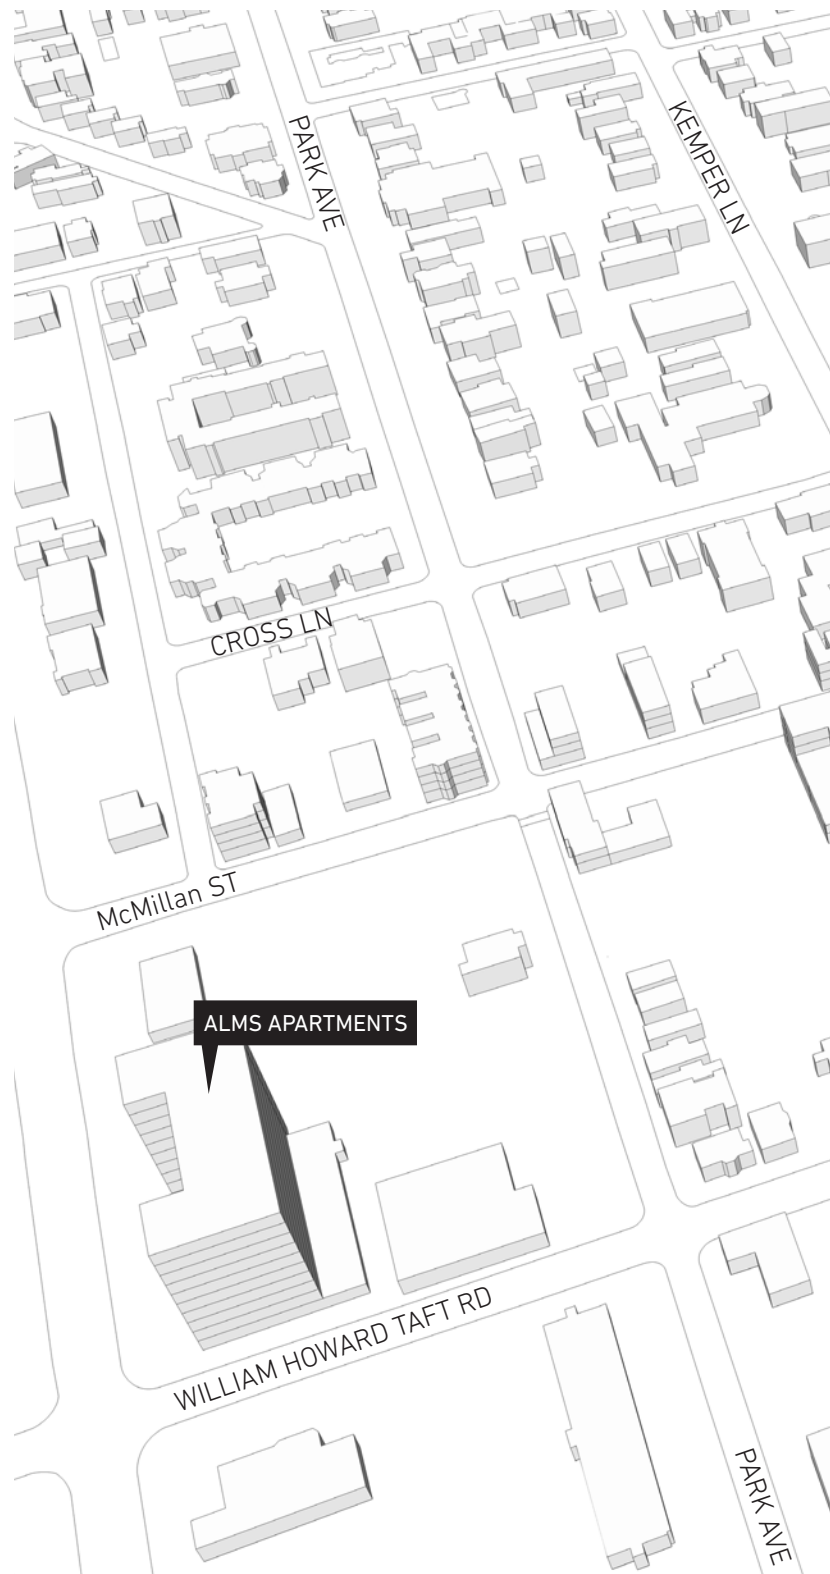 PARK AVE
KEMPER LN
CROSS LN
McMillan ST
ALMS APARTMENTS
WILLIAM HOWARD TAFT RD
PARK AVE